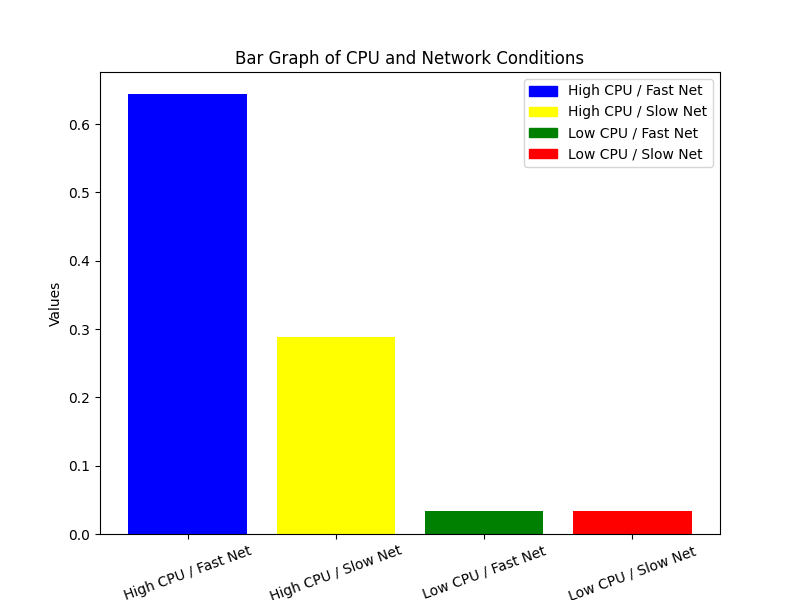 Bar Graph of CPU and Network Conditions
High CPU / Fast Net
High CPU / Slow Net
Low CPU / Fast Net
Low CPU / Slow Net
Values
0.6
0.5
0.4
0.3
0.2
0.1
0.0
High CPU / Fast Net
High CPU / Slow Net
Low CPU / Fast Net
Low CPU / Slow Net